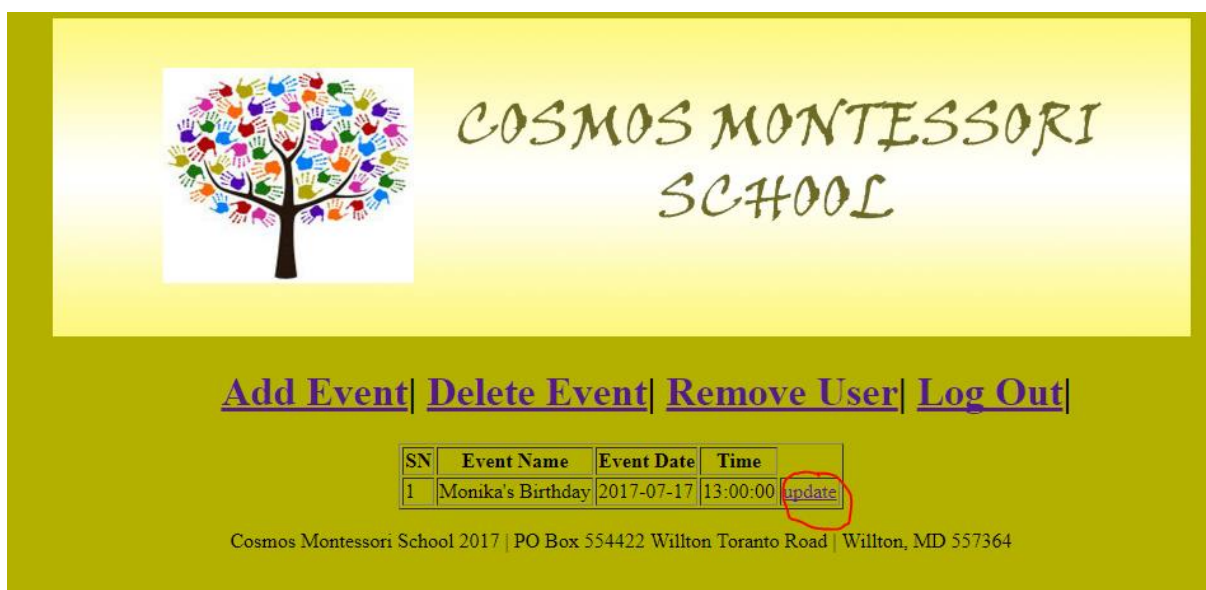 COSMOS MONTESSORI
SCHOOL
Add Event| Delete Event| Remove User| Log Out|
SN Event Name Event Date Time
1 Monika's Birthday 2017-07-17 13:00:00 update
Cosmos Montessori School 2017 | PO Box 554422 Willton Toranto Road | Willton, MD 557364